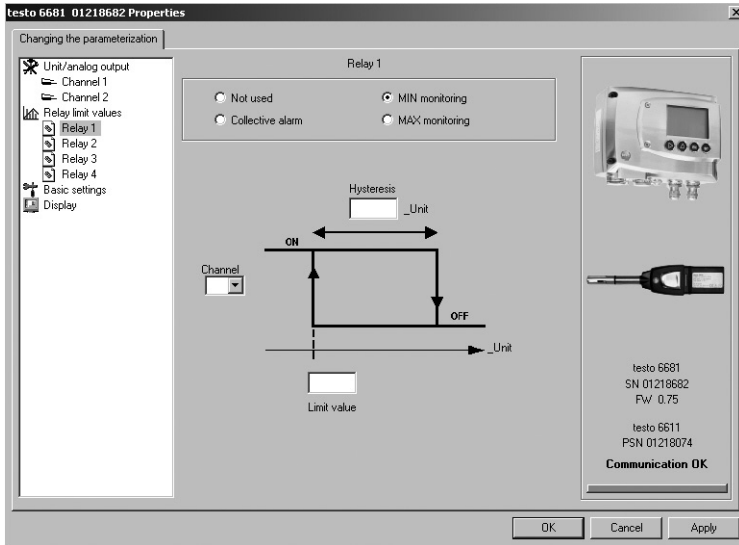 testo 6681 01218682 Properties
Changing the parameterization
Unit/analog output
Channel 1
Channel 2
Relay limit values
Relay 1
Relay 2
Relay 3
Relay 4
Basic settings
Display
Relay 1
Not used
MIN monitoring
Collective alarm
MAX monitoring
Hysteresis
_Unit
ON
Channel
OFF
_Unit
Limit value
testo 6681
SN 01218682
FW 0.75
testo 6611
PSN 01218074
Communication OK
OK
Cancel
Apply